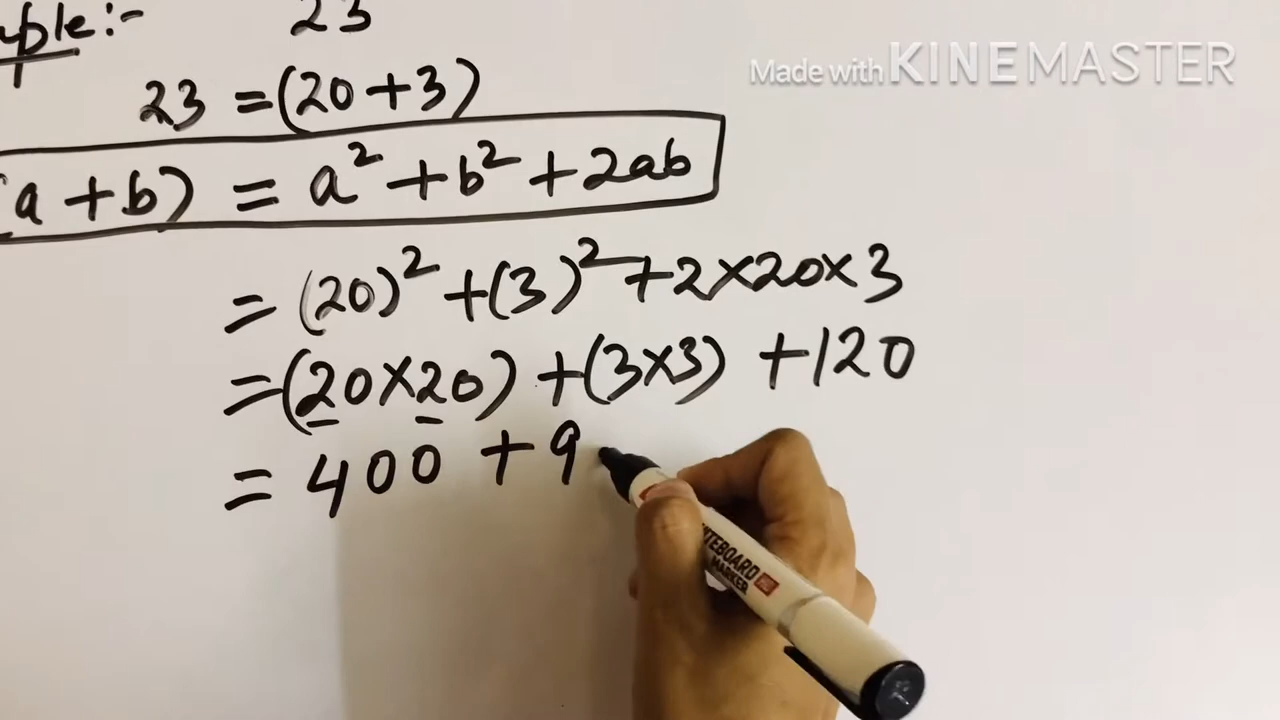 23
Made with KINEMASTER
23 = (20+3)
a + b) = a² + b² + 2ab
= (20)² + (3)² + 2×20×3
= (20×20) + (3×3) + 120
= 400 + 9
WHITEBOARD
MARKER